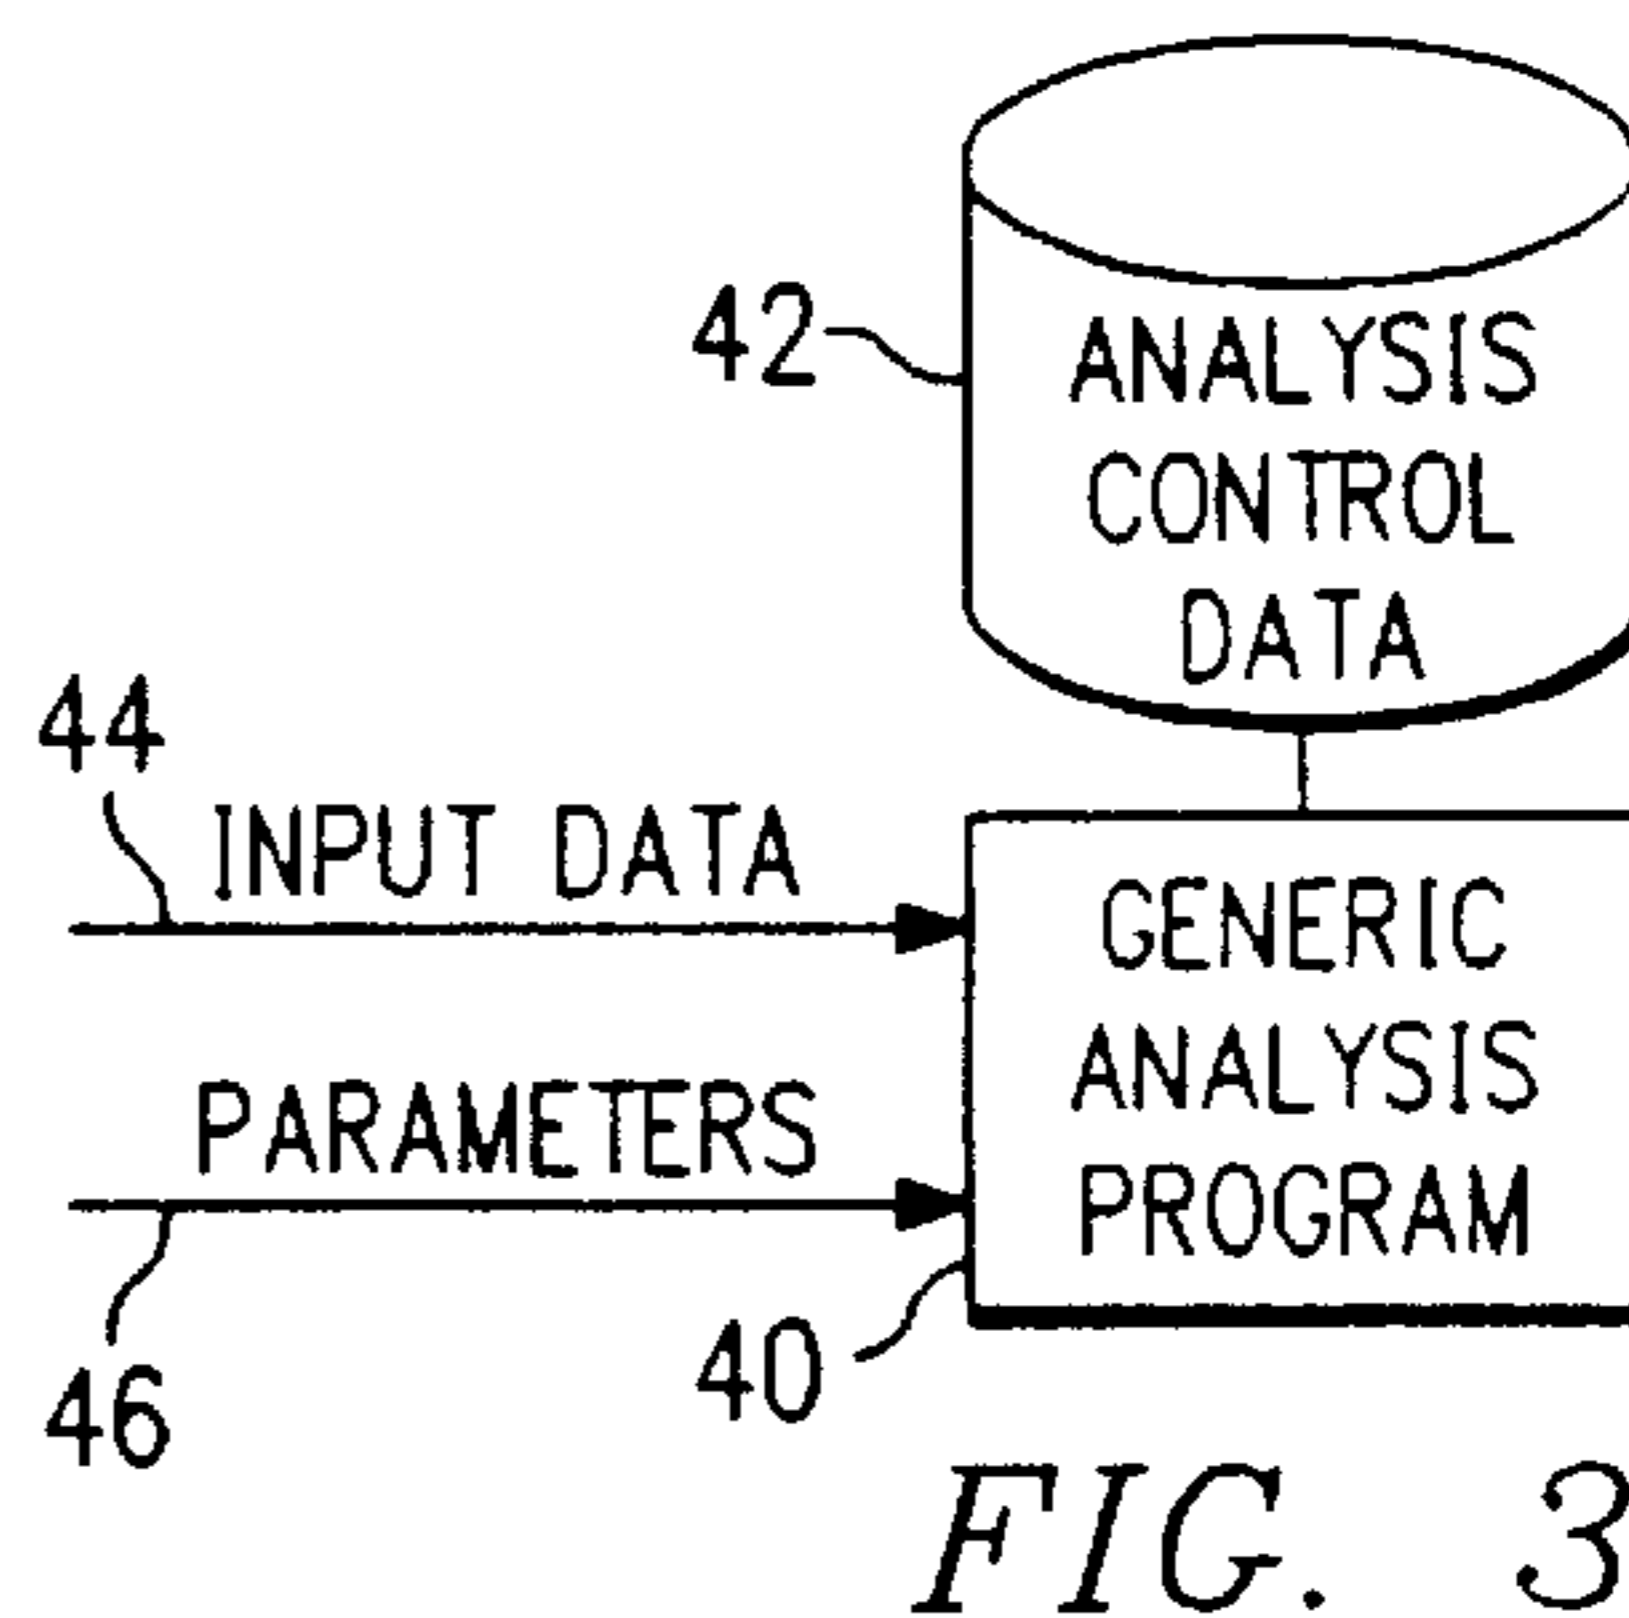 42
ANALYSIS
CONTROL
DATA
44
INPUT DATA
PARAMETERS
46
GENERIC
ANALYSIS
PROGRAM
40
FIG. 3